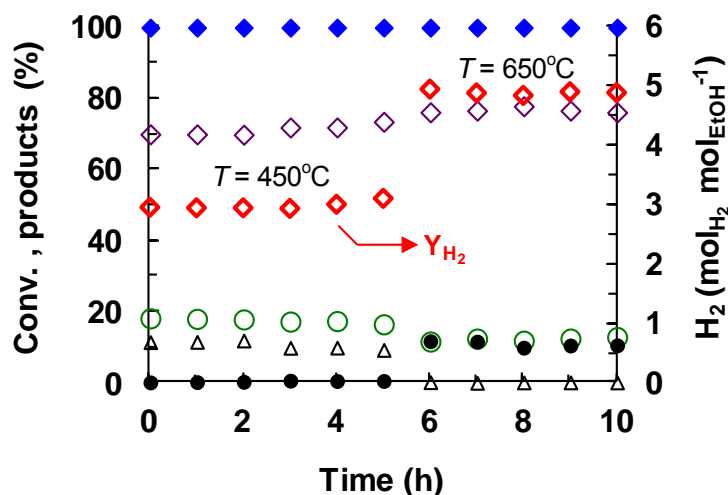 Conv. , products (%)
100
80
60
40
20
0
T = 650°C
T = 450°C
Y_H2
6
5
4
3
2
1
0
H2 (mol_H2 mol_EtOH^-1)
0 2 4 6 8 10
Time (h)